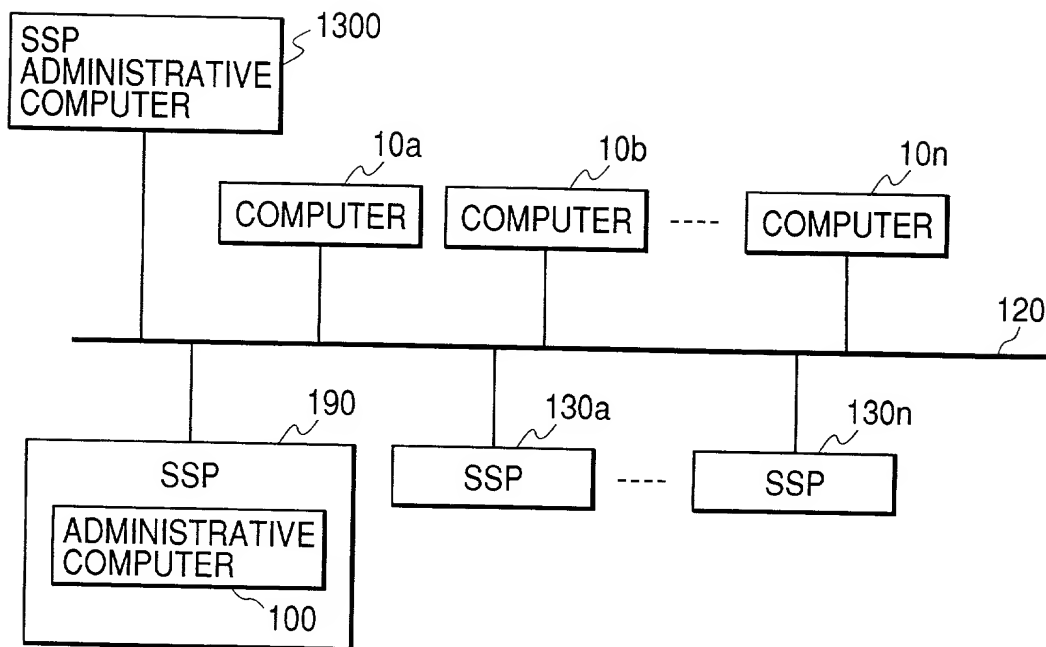 1300
SSP
ADMINISTRATIVE
COMPUTER
10a
10b
10n
COMPUTER
COMPUTER
COMPUTER
120
190
130a
130n
SSP
SSP
SSP
ADMINISTRATIVE
COMPUTER
100